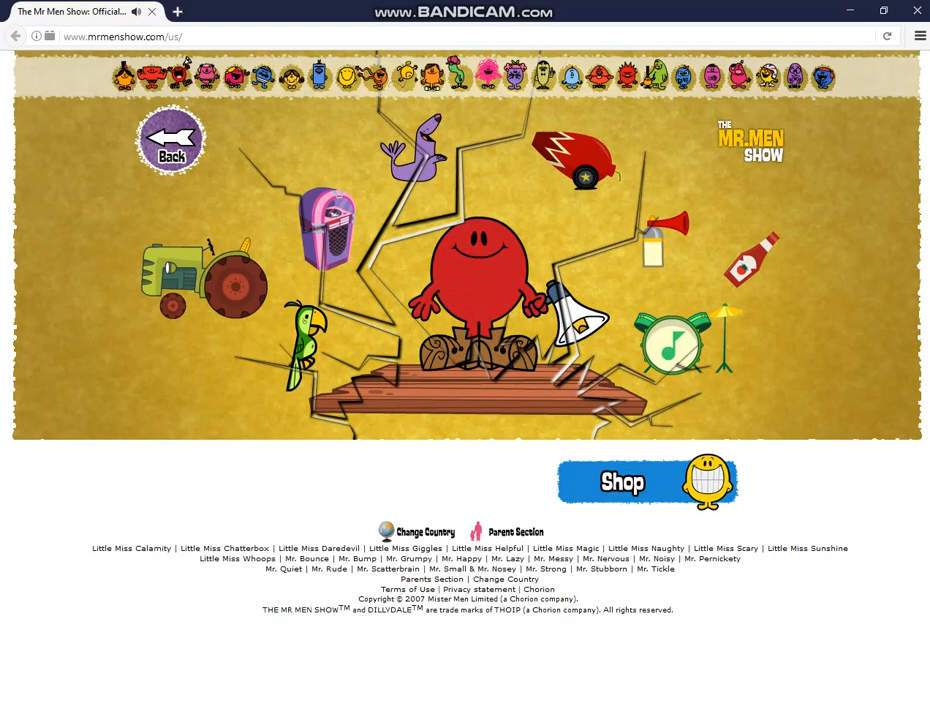 The Mr Men Show: Official...
www.BANDICAM.com
www.mrmenshow.com/us/
Back
THE
MR.MEN
SHOW
Shop
Change Country
Parent Section
Little Miss Calamity | Little Miss Chatterbox | Little Miss Daredevil | Little Miss Giggles | Little Miss Helpful | Little Miss Magic | Little Miss Naughty | Little Miss Scary | Little Miss Sunshine
Little Miss Whoops | Mr. Bounce | Mr. Bump | Mr. Grumpy | Mr. Happy | Mr. Lazy | Mr. Messy | Mr. Nervous | Mr. Noisy | Mr. Pernickety
Mr. Quiet | Mr. Rude | Mr. Scatterbrain | Mr. Small & Mr. Nosey | Mr. Strong | Mr. Stubborn | Mr. Tickle
Parents Section | Change Country
Terms of Use | Privacy statement | Chorion
Copyright © 2007 Mister Men Limited (a Chorion company).
THE MR MEN SHOW™ and DILLYDALE™ are trade marks of THOIP (a Chorion company). All rights reserved.